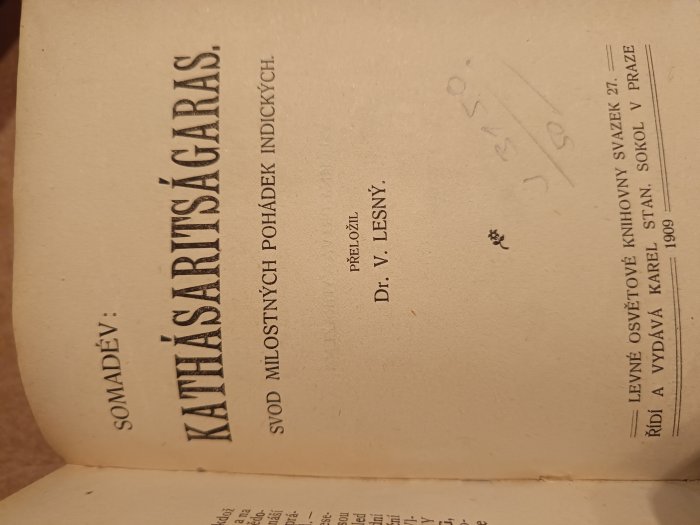 SOMADÉV:
KATHÁSARITSÁGARAS.
SVOD MILOSTNÝCH POHÁDEK INDICKÝCH.
PŘELOŽIL
Dr. V. LESNÝ.
LEVNÉ OSVĚTOVÉ KNIHOVNY SVAZEK 27.
ŘÍDÍ A VYDÁVÁ KAREL STAN. SOKOL V PRAZE
1909